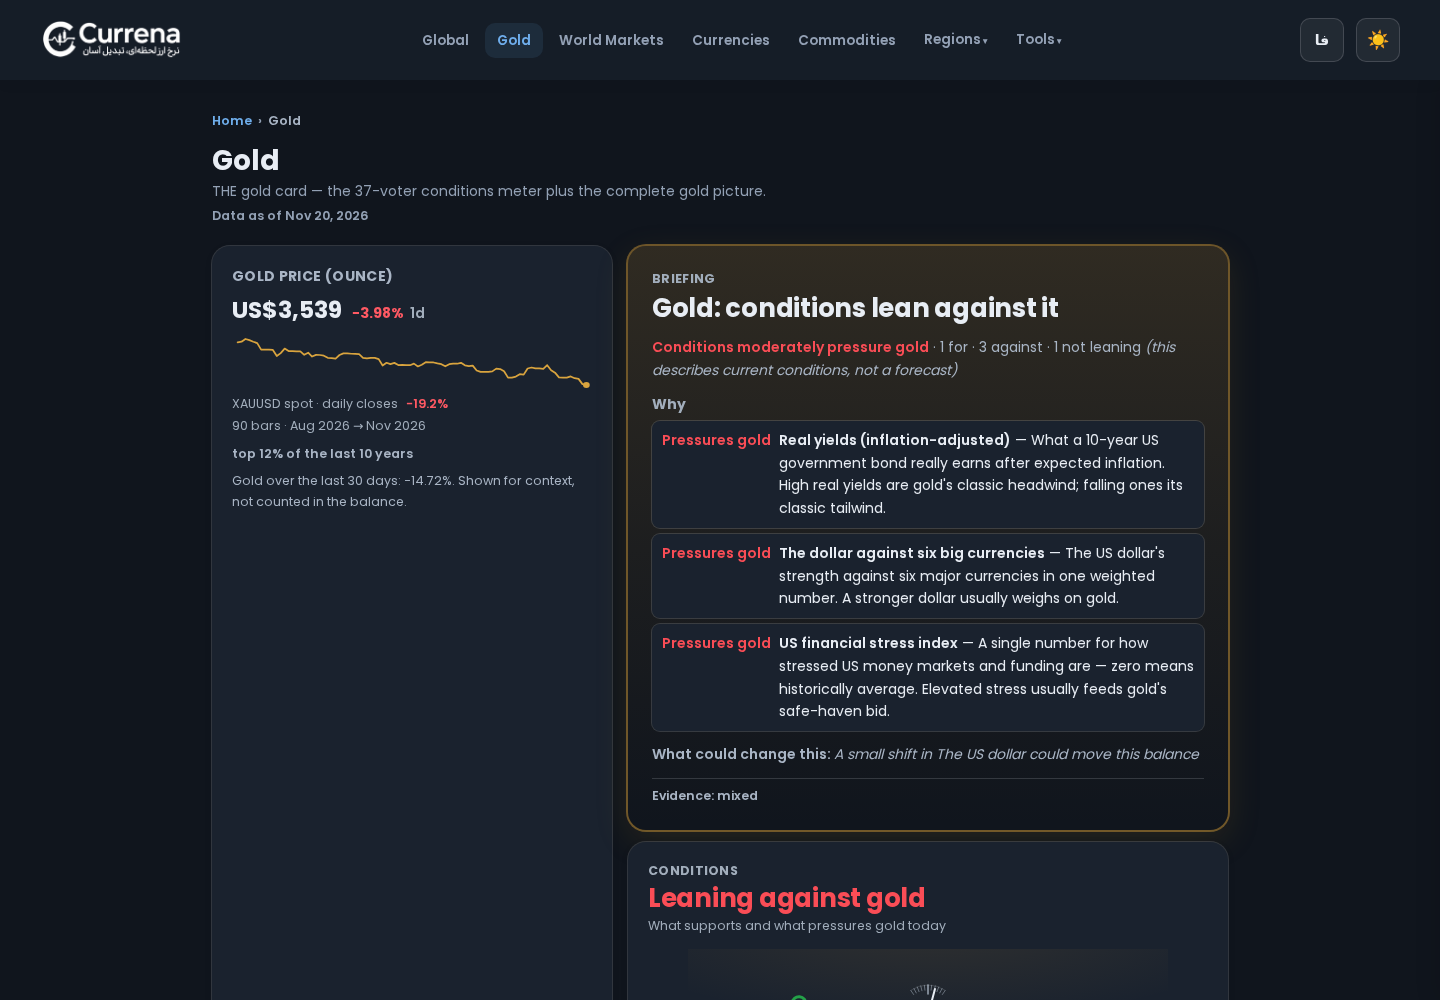 Currena
نرخ ارز لحظه‌ای، تبدیل آسان
Global
Gold
World Markets
Currencies
Commodities
Regions ▾
Tools ▾
فا
Home › Gold
Gold
THE gold card — the 37-voter conditions meter plus the complete gold picture.
Data as of Nov 20, 2026
GOLD PRICE (OUNCE)
US$3,539 -3.98% 1d
XAUUSD spot · daily closes -19.2%
90 bars · Aug 2026 → Nov 2026
top 12% of the last 10 years
Gold over the last 30 days: -14.72%. Shown for context,
not counted in the balance.
BRIEFING
Gold: conditions lean against it
Conditions moderately pressure gold · 1 for · 3 against · 1 not leaning (this
describes current conditions, not a forecast)
Why
Pressures gold Real yields (inflation-adjusted) — What a 10-year US
government bond really earns after expected inflation.
High real yields are gold's classic headwind; falling ones its
classic tailwind.
Pressures gold The dollar against six big currencies — The US dollar's
strength against six major currencies in one weighted
number. A stronger dollar usually weighs on gold.
Pressures gold US financial stress index — A single number for how
stressed US money markets and funding are — zero means
historically average. Elevated stress usually feeds gold's
safe-haven bid.
What could change this: A small shift in The US dollar could move this balance
Evidence: mixed
CONDITIONS
Leaning against gold
What supports and what pressures gold today